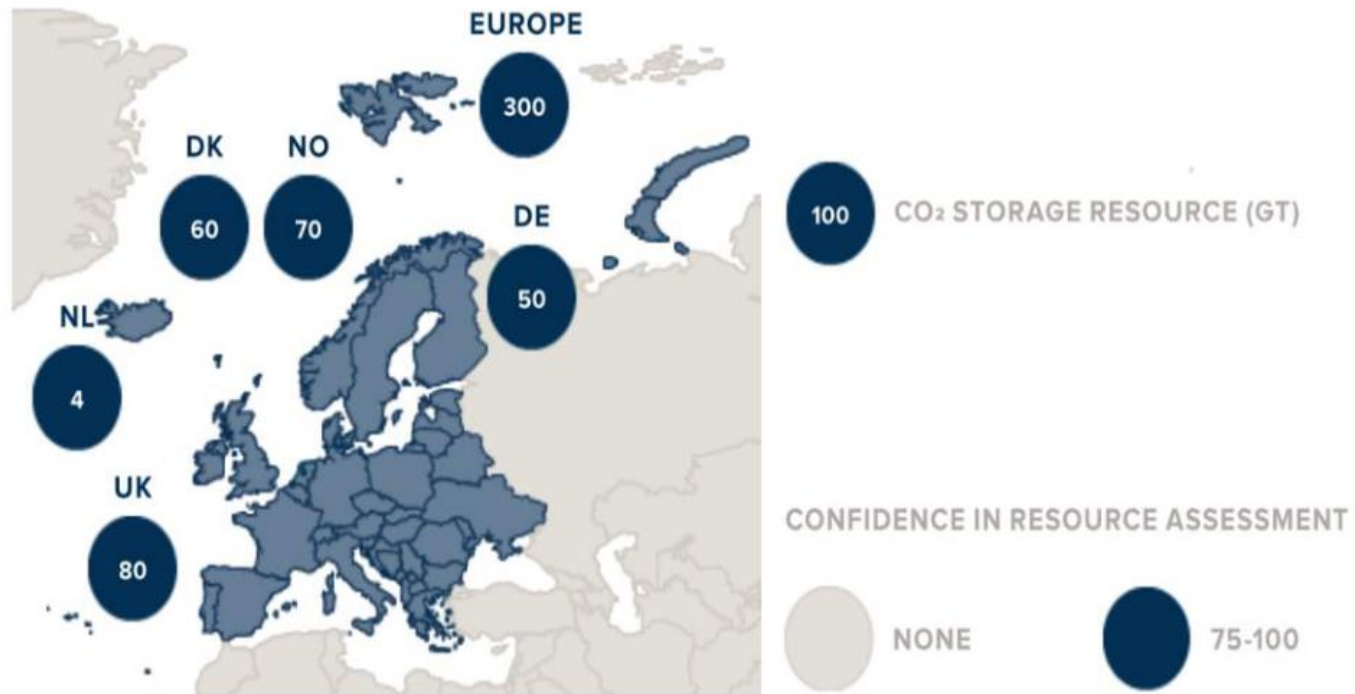 EUROPE
300
DK NO
60 70
DE
50
NL
4
UK
80
100 CO₂ STORAGE RESOURCE (GT)
CONFIDENCE IN RESOURCE ASSESSMENT
NONE 75-100